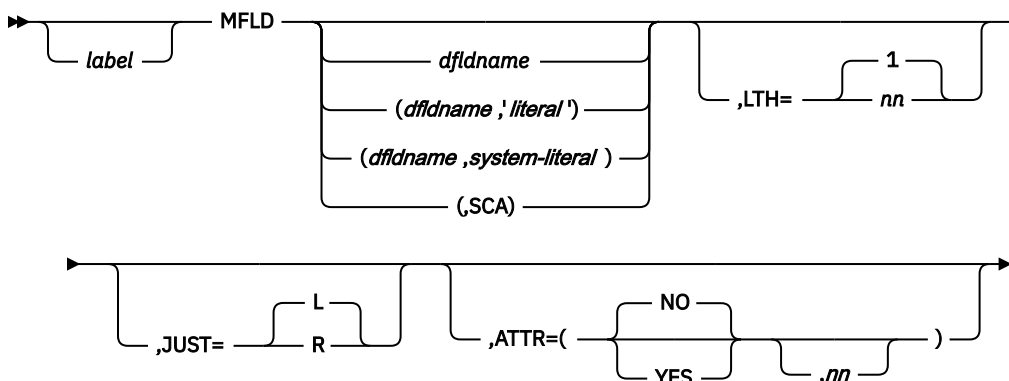 MFLD
label
dfldname
(dfldname ,'literal ')
(dfldname ,system-literal )
(,SCA)
1
,LTH=
nn
L
,JUST=
R
NO
,ATTR=(
YES
,nn
)